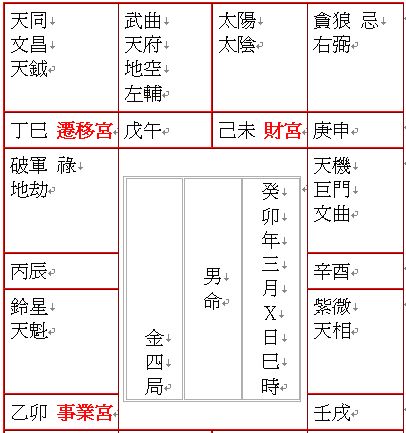 天同
文昌
天鉞
武曲
天府
地空
左輔
太陽
太陰
貪狼 忌
右弼
丁巳 遷移宮
戊午
己未 財宮
庚申
破軍 祿
地劫
癸卯年三月X日巳時
男命
金四局
天機
巨門
文曲
丙辰
辛酉
鈴星
天魁
紫微
天相
乙卯 事業宮
壬戌